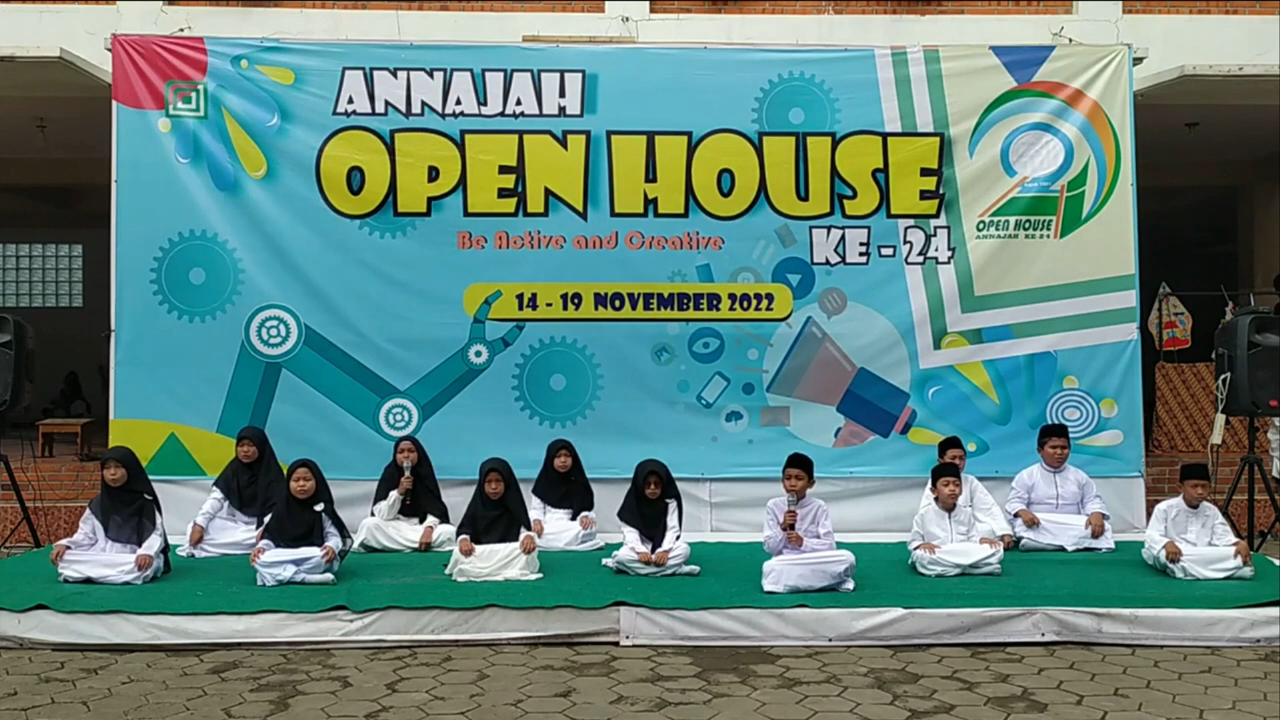 ANNAJAH
OPEN HOUSE
Be Active and Creative
KE - 24
14 - 19 NOVEMBER 2022
OPEN HOUSE
ANNAJAH KE-24